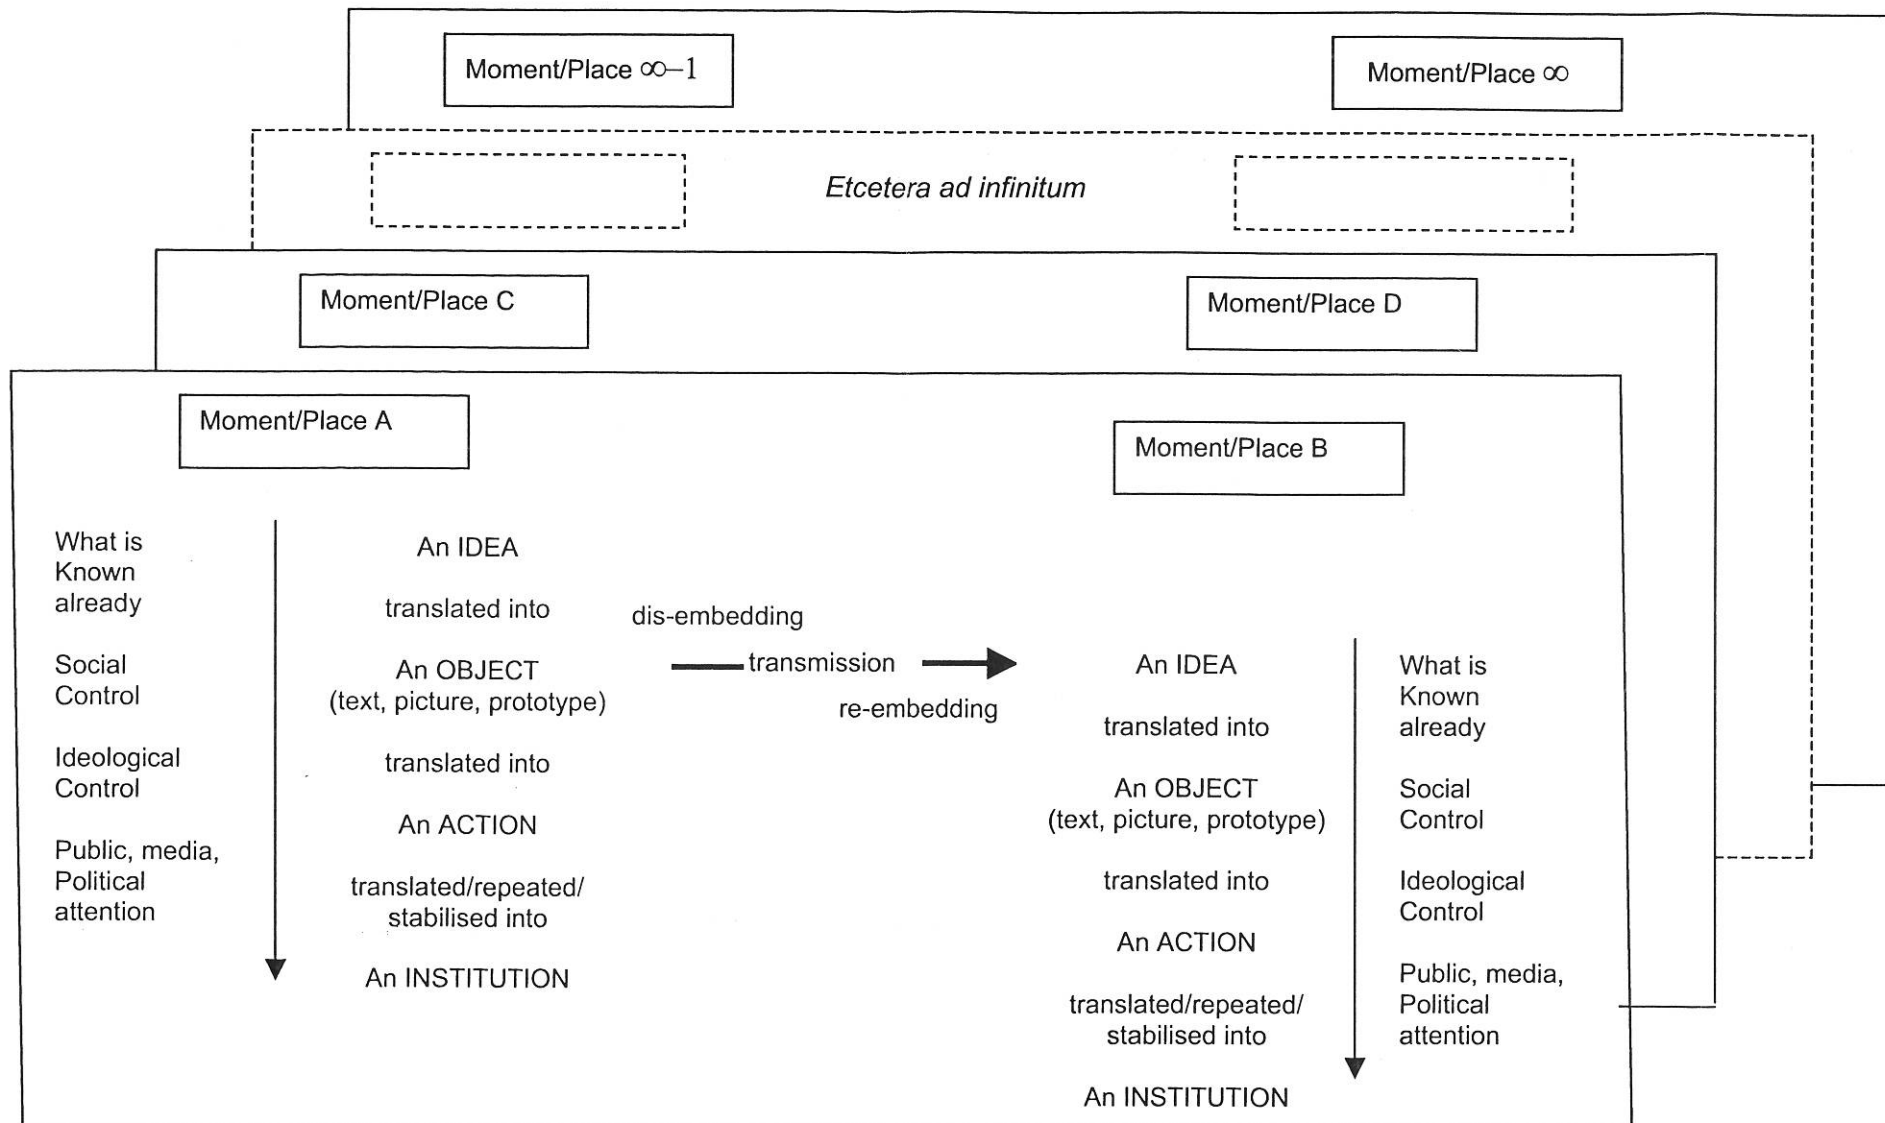 Moment/Place ∞–1
Moment/Place ∞
Etcetera ad infinitum
Moment/Place C
Moment/Place D
Moment/Place A
Moment/Place B
What is
Known
already
Social
Control
Ideological
Control
Public, media,
Political
attention
An IDEA
translated into
An OBJECT
(text, picture, prototype)
translated into
An ACTION
translated/repeated/
stabilised into
An INSTITUTION
dis-embedding
transmission
re-embedding
An IDEA
translated into
An OBJECT
(text, picture, prototype)
translated into
An ACTION
translated/repeated/
stabilised into
An INSTITUTION
What is
Known
already
Social
Control
Ideological
Control
Public, media,
Political
attention